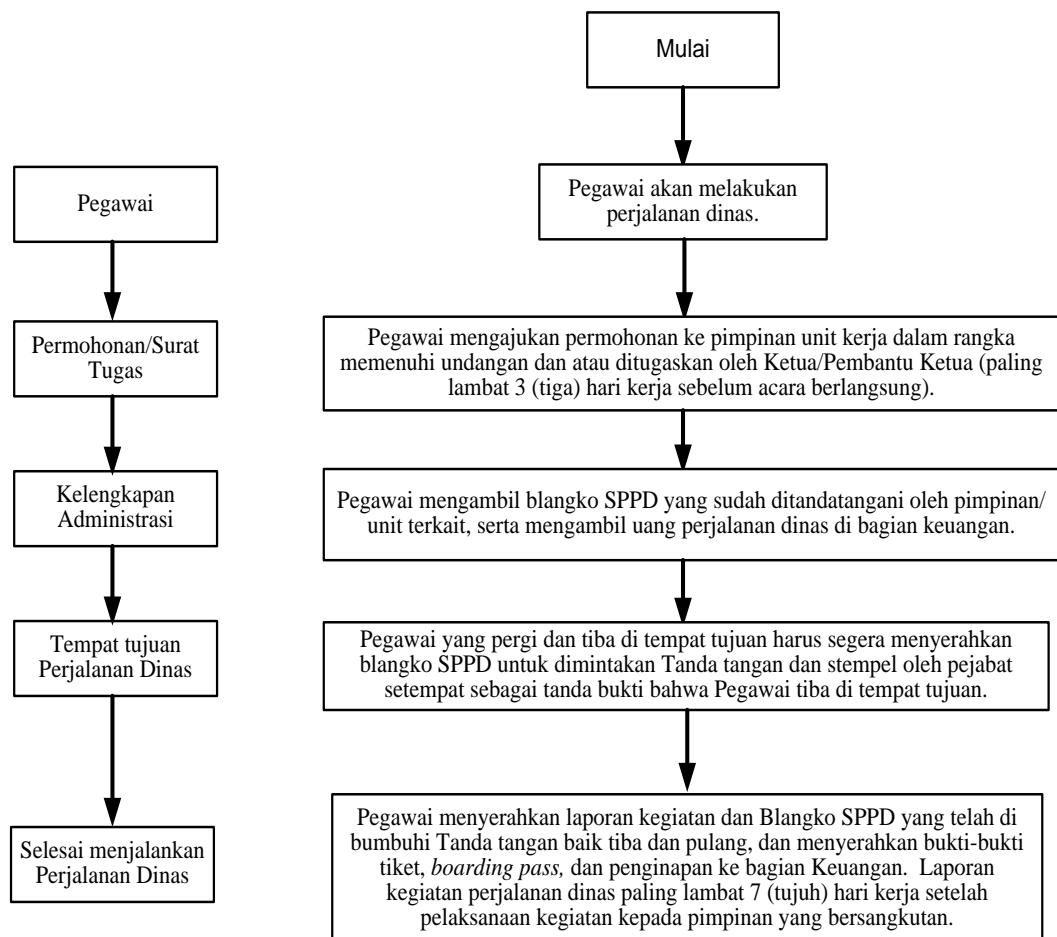 Mulai
Pegawai
Pegawai akan melakukan
perjalanan dinas.
Permohonan/Surat
Tugas
Pegawai mengajukan permohonan ke pimpinan unit kerja dalam rangka
memenuhi undangan dan atau ditugaskan oleh Ketua/Pembantu Ketua (paling
lambat 3 (tiga) hari kerja sebelum acara berlangsung).
Kelengkapan
Administrasi
Pegawai mengambil blangko SPPD yang sudah ditandatangani oleh pimpinan/
unit terkait, serta mengambil uang perjalanan dinas di bagian keuangan.
Tempat tujuan
Perjalanan Dinas
Pegawai yang pergi dan tiba di tempat tujuan harus segera menyerahkan
blangko SPPD untuk dimintakan Tanda tangan dan stempel oleh pejabat
setempat sebagai tanda bukti bahwa Pegawai tiba di tempat tujuan.
Selesai menjalankan
Perjalanan Dinas
Pegawai menyerahkan laporan kegiatan dan Blangko SPPD yang telah di
bumbuhi Tanda tangan baik tiba dan pulang, dan menyerahkan bukti-bukti
tiket, boarding pass, dan penginapan ke bagian Keuangan. Laporan
kegiatan perjalanan dinas paling lambat 7 (tujuh) hari kerja setelah
pelaksanaan kegiatan kepada pimpinan yang bersangkutan.